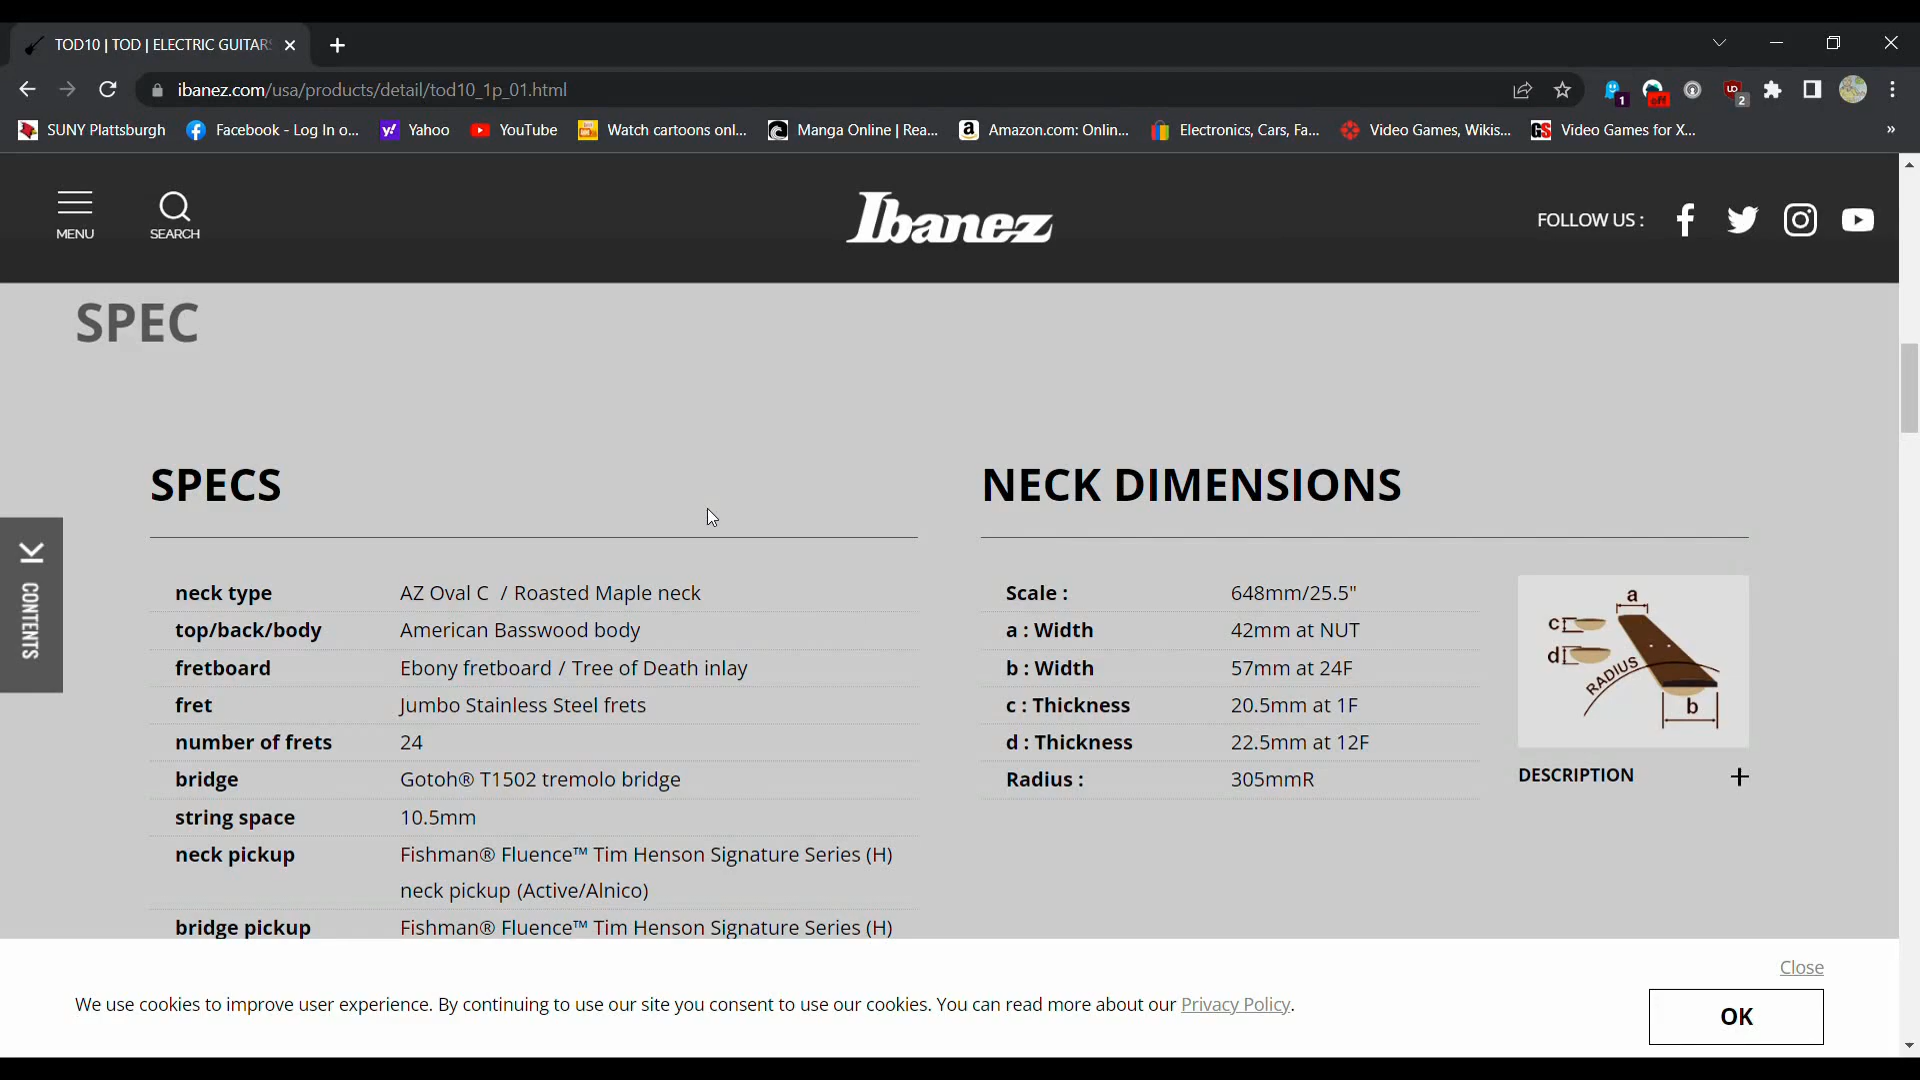 TOD10 | TOD | ELECTRIC GUITARS
ibanez.com/usa/products/detail/tod10_1p_01.html
1
off
UD
2
SUNY Plattsburgh
Facebook - Log In o...
Yahoo
YouTube
Watch cartoons onl...
Manga Online | Rea...
Amazon.com: Onlin...
Electronics, Cars, Fa...
Video Games, Wikis...
Video Games for X...
»
MENU
SEARCH
Ibanez
FOLLOW US :
SPEC
CONTENTS
SPECS
neck type AZ Oval C / Roasted Maple neck
top/back/body American Basswood body
fretboard Ebony fretboard / Tree of Death inlay
fret Jumbo Stainless Steel frets
number of frets 24
bridge Gotoh® T1502 tremolo bridge
string space 10.5mm
neck pickup Fishman® Fluence™ Tim Henson Signature Series (H)
neck pickup (Active/Alnico)
bridge pickup Fishman® Fluence™ Tim Henson Signature Series (H)
NECK DIMENSIONS
Scale : 648mm/25.5"
a : Width 42mm at NUT
b : Width 57mm at 24F
c : Thickness 20.5mm at 1F
d : Thickness 22.5mm at 12F
Radius : 305mmR
a
c
d
RADIUS
b
DESCRIPTION +
Close
We use cookies to improve user experience. By continuing to use our site you consent to use our cookies. You can read more about our Privacy Policy.
OK